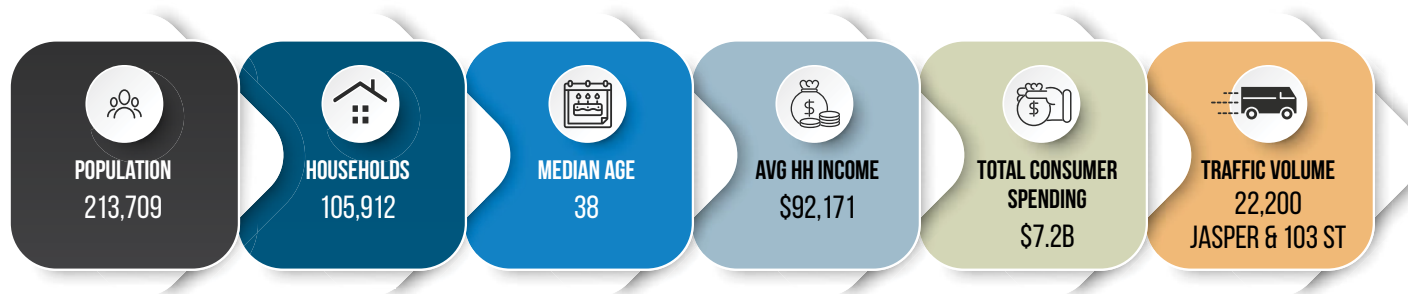 POPULATION
213,709
HOUSEHOLDS
105,912
MEDIAN AGE
38
AVG HH INCOME
$92,171
TOTAL CONSUMER
SPENDING
$7.2B
TRAFFIC VOLUME
22,200
JASPER & 103 ST